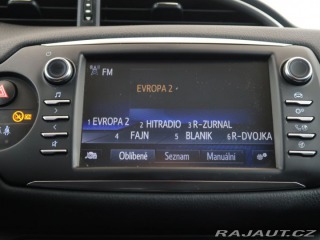 FM
EVROPA 2
1 EVROPA 2 2 HITRADIO 3 R-ZURNAL
4 FAJN 5 BLANIK 6 R-DVOJKA
Oblíbené Seznam Manuální
RAJAUT.CZ